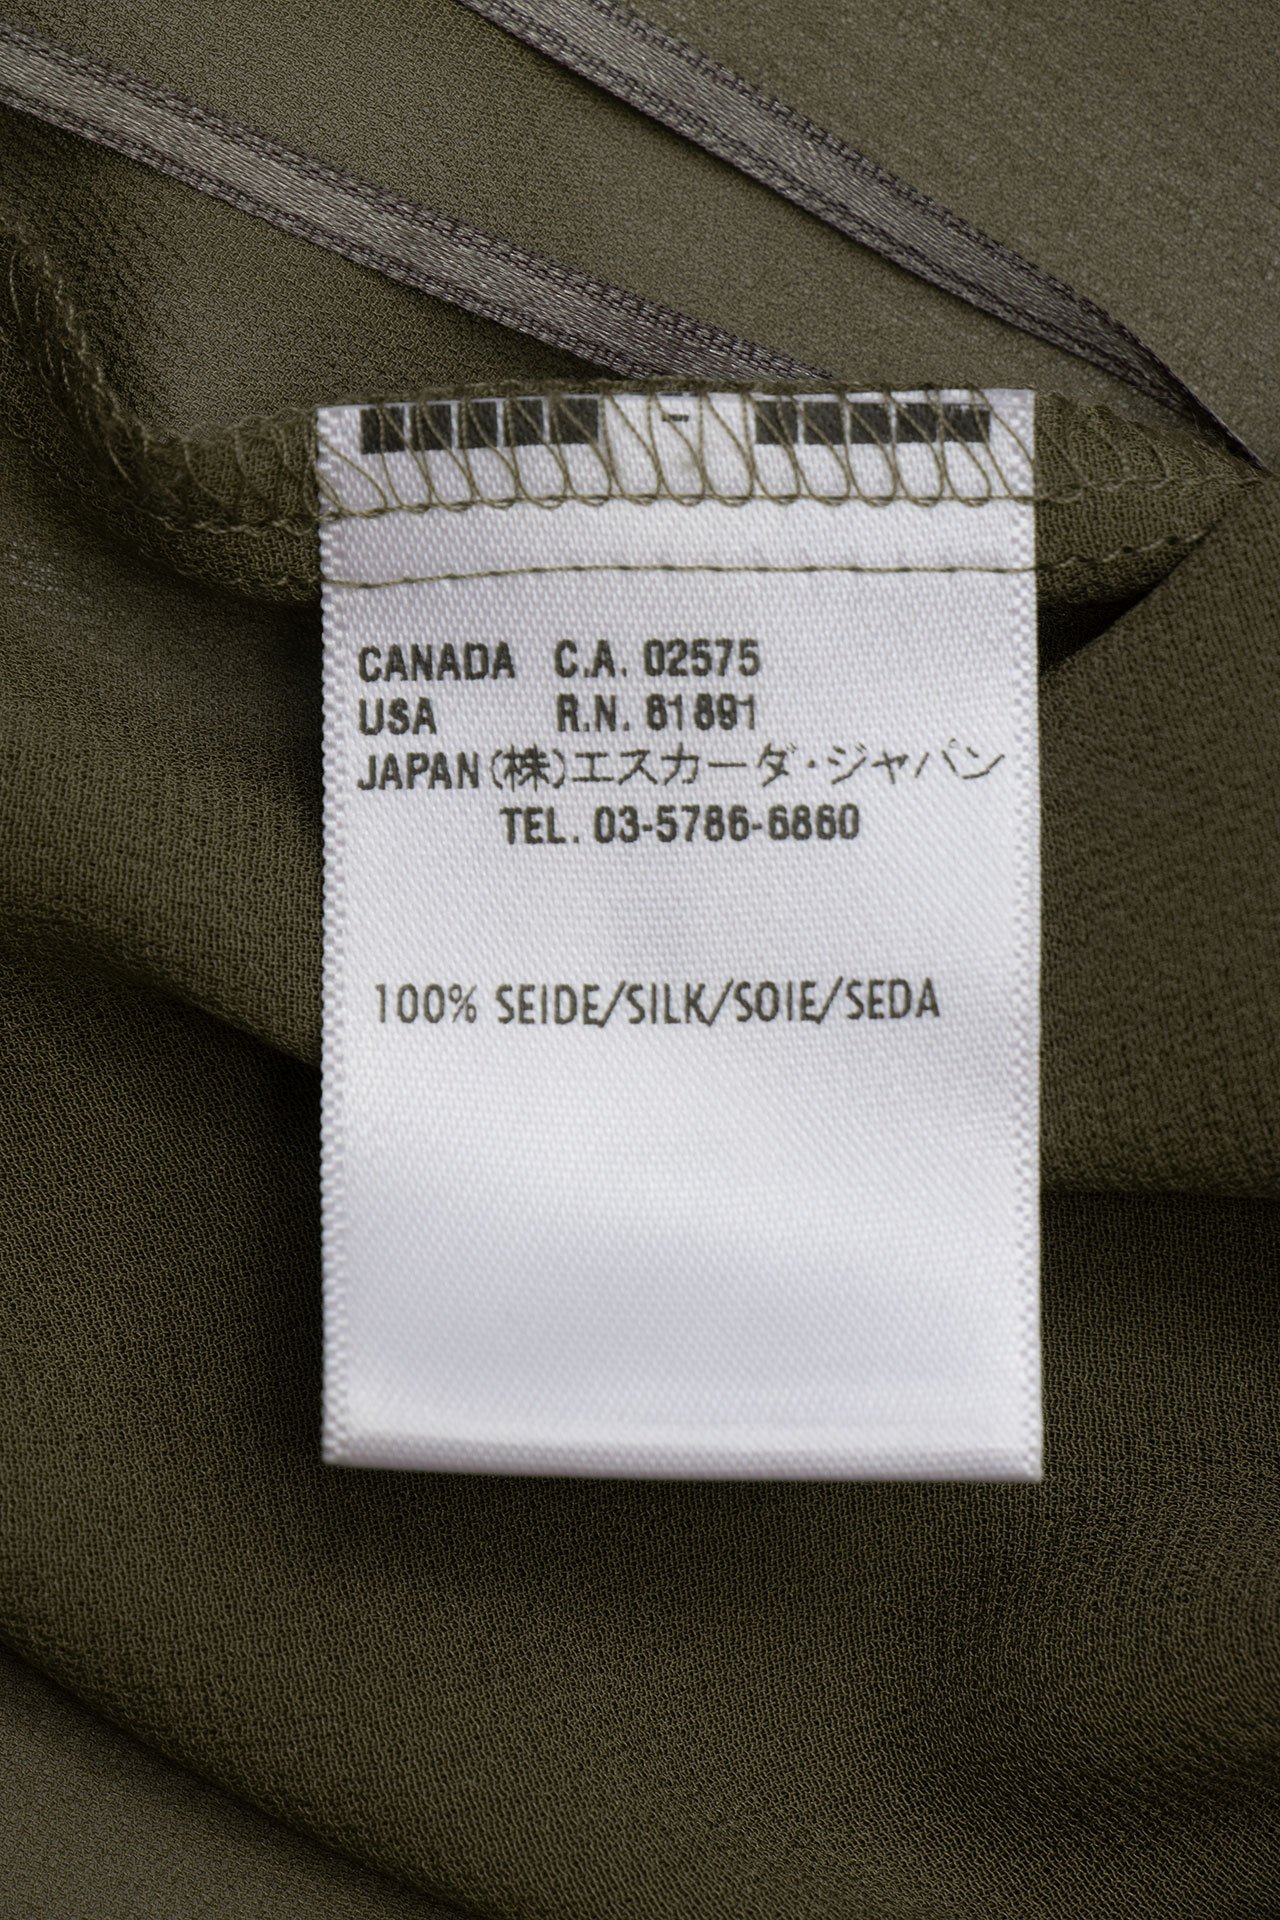 CANADA C.A. 02575
USA R.N. 81891
JAPAN (株)エスカーダ・ジャパン
TEL. 03-5786-6860
100% SEIDE/SILK/SOIE/SEDA